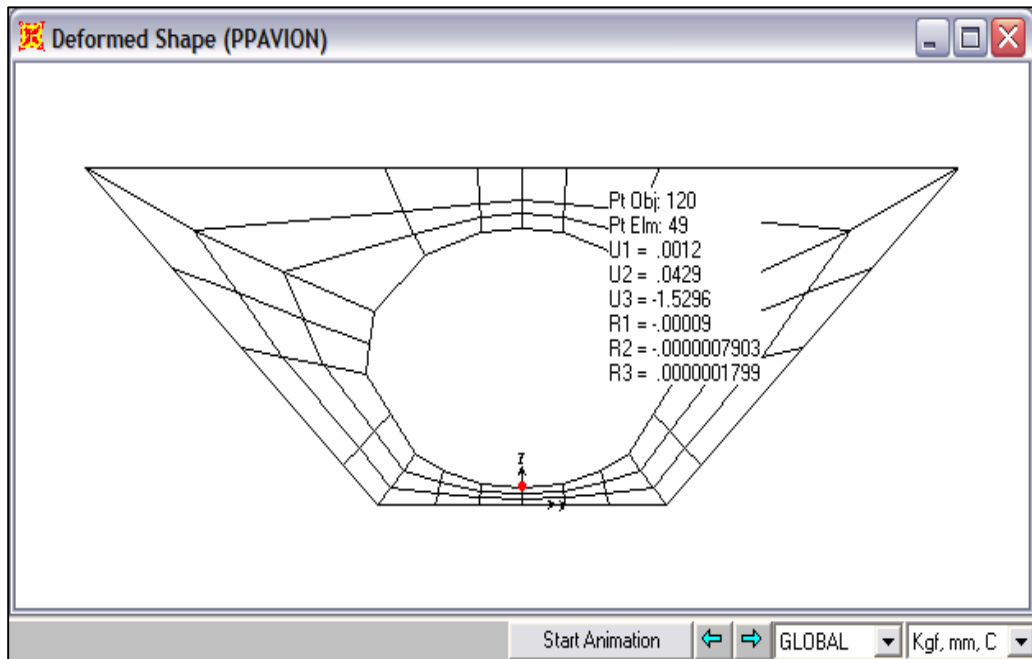 Deformed Shape (PPAVION)
Pt Obj: 120
Pt Elm: 49
U1 = .0012
U2 = .0429
U3 = -1.5296
R1 = -.00009
R2 = -.0000007903
R3 = .0000001799
Z
Start Animation GLOBAL Kgf, mm, C